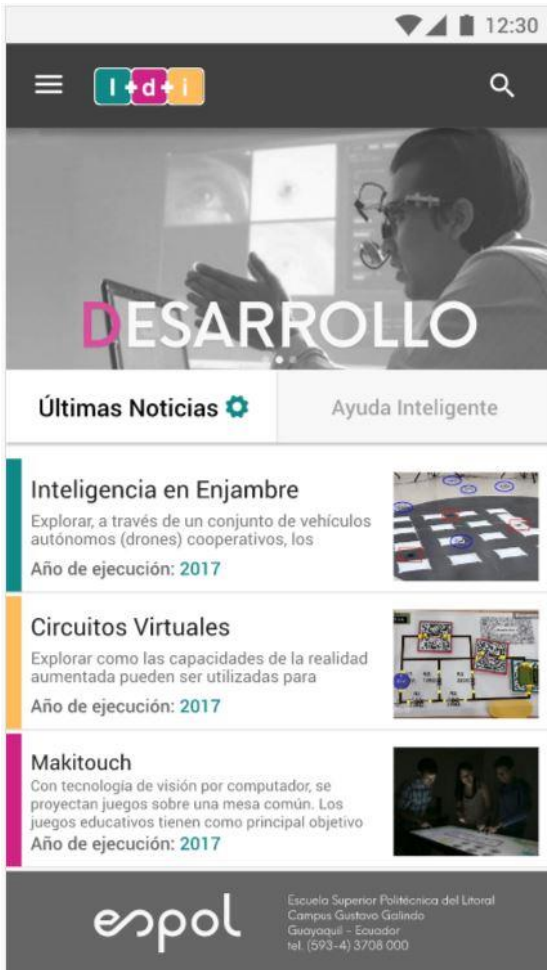 12:30
I+d+i
DESARROLLO
Últimas Noticias
Ayuda Inteligente
Inteligencia en Enjambre
Explorar, a través de un conjunto de vehículos
autónomos (drones) cooperativos, los
Año de ejecución: 2017
Circuitos Virtuales
Explorar como las capacidades de la realidad
aumentada pueden ser utilizadas para
Año de ejecución: 2017
Makitouch
Con tecnología de visión por computador, se
proyectan juegos sobre una mesa común. Los
juegos educativos tienen como principal objetivo
Año de ejecución: 2017
espol
Escuela Superior Politécnica del Litoral
Campus Gustavo Galindo
Guayaquil - Ecuador
tel. (593-4) 3708 000